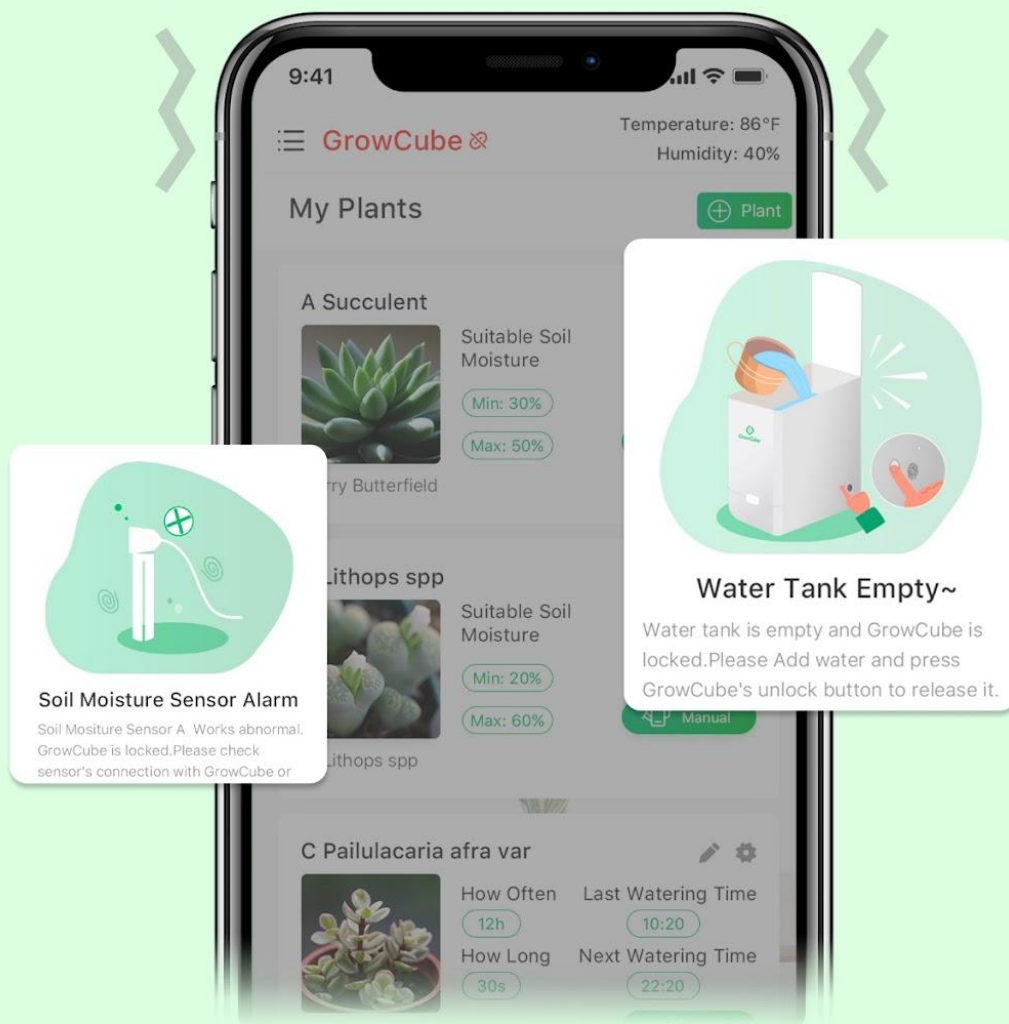 9:41
GrowCube
Temperature: 86°F
Humidity: 40%
My Plants
Plant
A Succulent
Suitable Soil
Moisture
Min: 30%
Max: 50%
Butterfield
Lithops spp
Suitable Soil
Moisture
Min: 20%
Max: 60%
Manual
Lithops spp
C Pailulacaria afra var
How Often
Last Watering Time
12h
10:20
How Long
Next Watering Time
30s
22:20
Soil Moisture Sensor Alarm
Soil Mositure Sensor A Works abnormal.
GrowCube is locked.Please check
sensor's connection with GrowCube or
GrowCube
Water Tank Empty~
Water tank is empty and GrowCube is
locked.Please Add water and press
GrowCube's unlock button to release it.